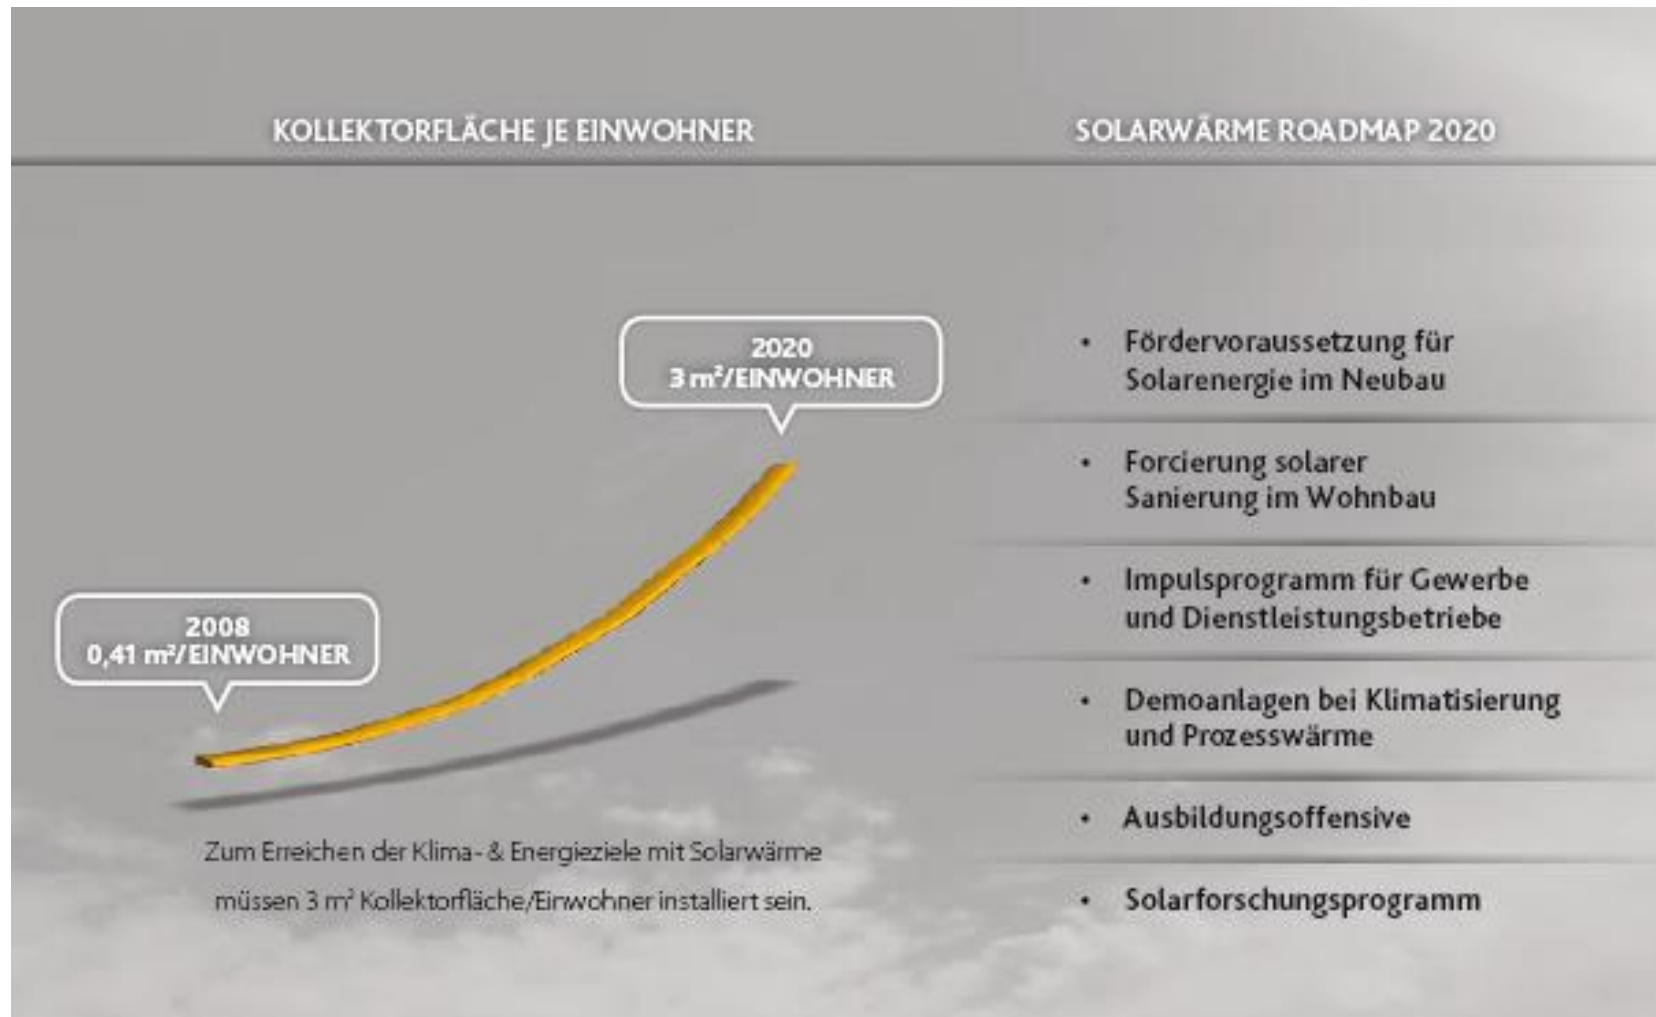 KOLLEKTORFLÄCHE JE EINWOHNER
2020
3 m²/EINWOHNER
2008
0,41 m²/EINWOHNER
Zum Erreichen der Klima- & Energieziele mit Solarwärme
müssen 3 m² Kollektorfläche/Einwohner installiert sein.
SOLARWÄRME ROADMAP 2020
• Fördervoraussetzung für
Solarenergie im Neubau
• Forcierung solarer
Sanierung im Wohnbau
• Impulsprogramm für Gewerbe
und Dienstleistungsbetriebe
• Demoanlagen bei Klimatisierung
und Prozesswärme
• Ausbildungsoffensive
• Solarforschungsprogramm